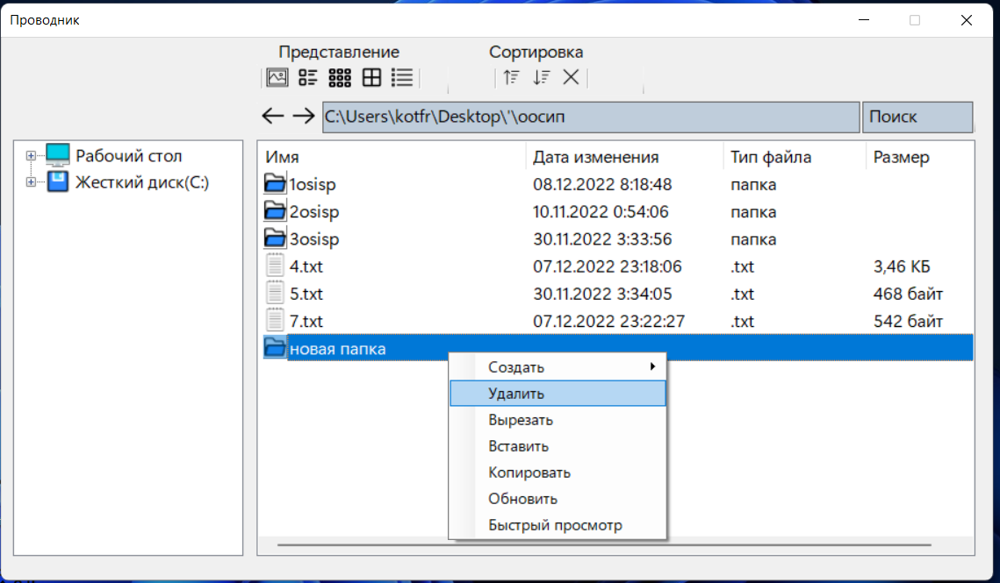 Проводник
Представление Сортировка
C:\Users\kotfr\Desktop\'\оосип Поиск
Рабочий стол
Жесткий диск(C:)
Имя Дата изменения Тип файла Размер
1osisp 08.12.2022 8:18:48 папка
2osisp 10.11.2022 0:54:06 папка
3osisp 30.11.2022 3:33:56 папка
4.txt 07.12.2022 23:18:06 .txt 3,46 КБ
5.txt 30.11.2022 3:34:05 .txt 468 байт
7.txt 07.12.2022 23:22:27 .txt 542 байт
новая папка
Создать
Удалить
Вырезать
Вставить
Копировать
Обновить
Быстрый просмотр